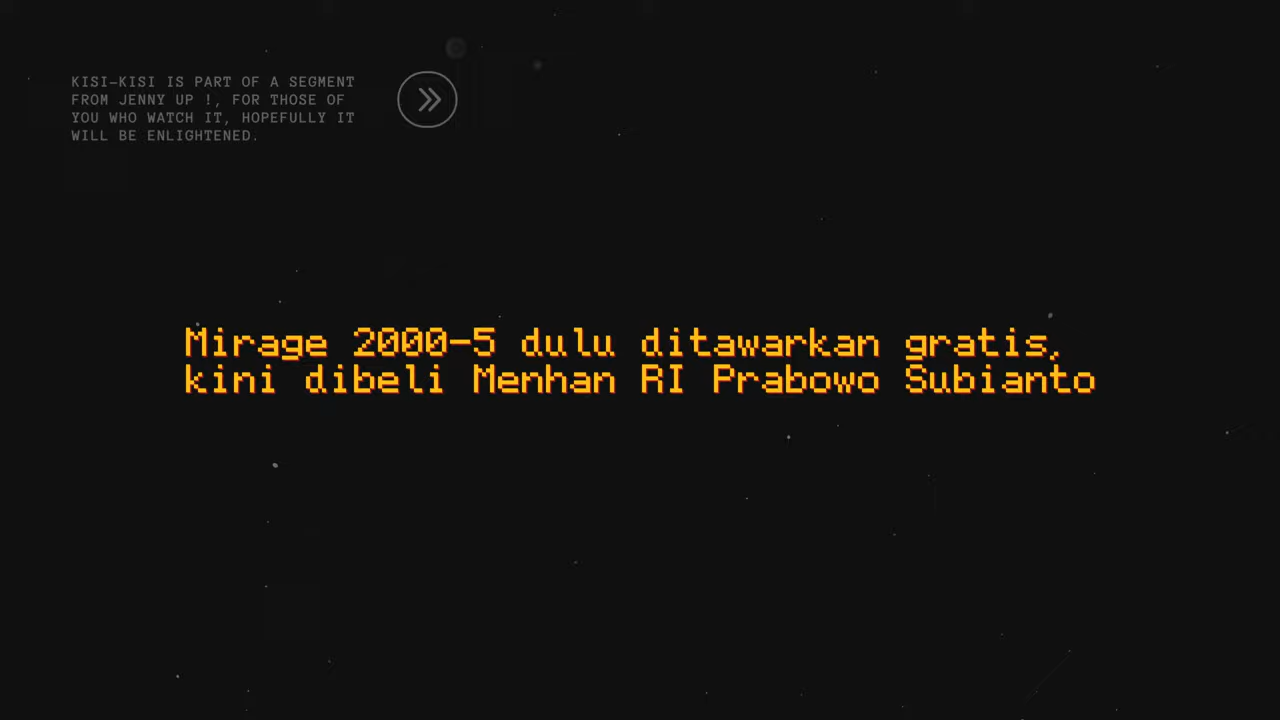 KISI-KISI IS PART OF A SEGMENT
FROM JENNY UP !, FOR THOSE OF
YOU WHO WATCH IT, HOPEFULLY IT
WILL BE ENLIGHTENED.
Mirage 2000-5 dulu ditawarkan gratis,
kini dibeli Menhan RI Prabowo Subianto